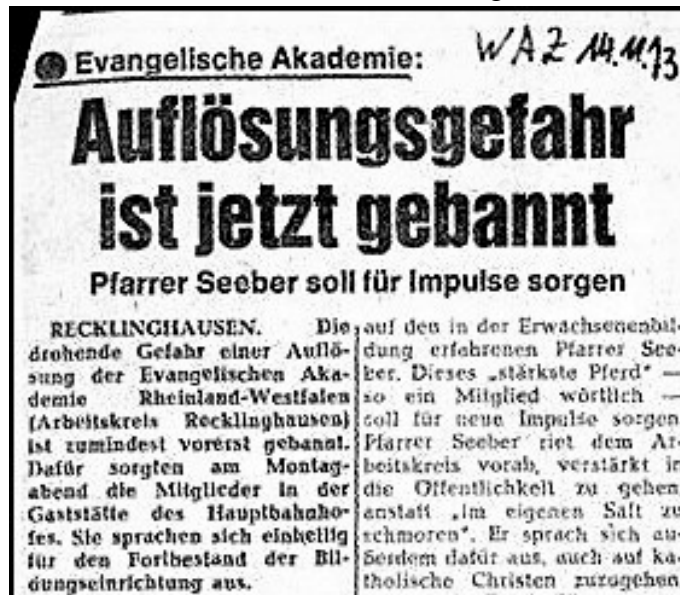 Evangelische Akademie:
WAZ 14.11.73
Auflösungsgefahr
ist jetzt gebannt
Pfarrer Seeber soll für Impulse sorgen
RECKLINGHAUSEN. Die
drohende Gefahr einer Auflö-
sung der Evangelischen Aka-
demie Rheinland-Westfalen
(Arbeitskreis Recklinghausen)
ist zumindest vorerst gebannt.
Dafür sorgten am Montag-
abend die Mitglieder in der
Gaststätte des Hauptbahnho-
fes. Sie sprachen sich einhellig
für den Fortbestand der Bil-
dungseinrichtung aus.
auf den in der Erwachsenenbil-
dung erfahrenen Pfarrer See-
ber. Dieses „stärkste Pferd" —
so ein Mitglied wörtlich —
soll für neue Impulse sorgen
Pfarrer Seeber riet dem Ar-
beitskreis vorab, verstärkt in
die Öffentlichkeit zu gehen
anstatt „im eigenen Saft zu
schmoren". Er sprach sich au-
ßerdem dafür aus, auch auf ka-
tholische Christen zuzugehen